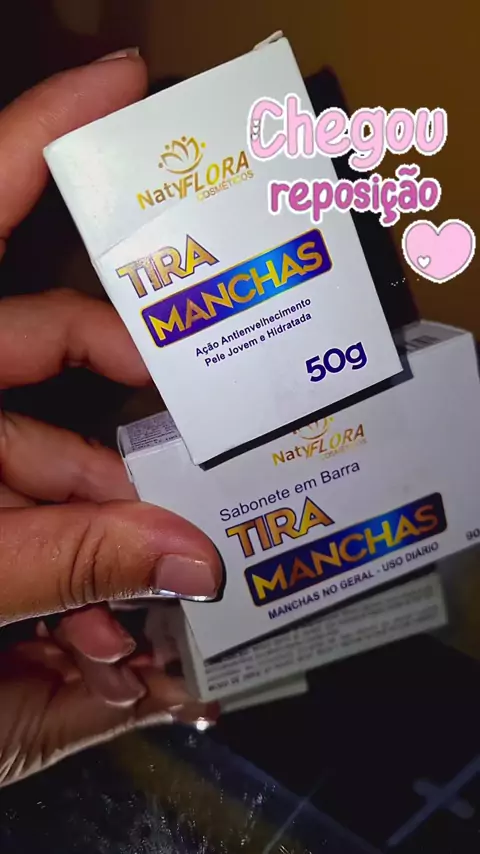 Chegou
reposição
NatyFLORA
COSMÉTICOS
TIRA
MANCHAS
Ação Antienvelhecimento
Pele Jovem e Hidratada
50g
NatyFLORA
COSMÉTICOS
Sabonete em Barra
TIRA
MANCHAS
MANCHAS NO GERAL - USO DIÁRIO
90